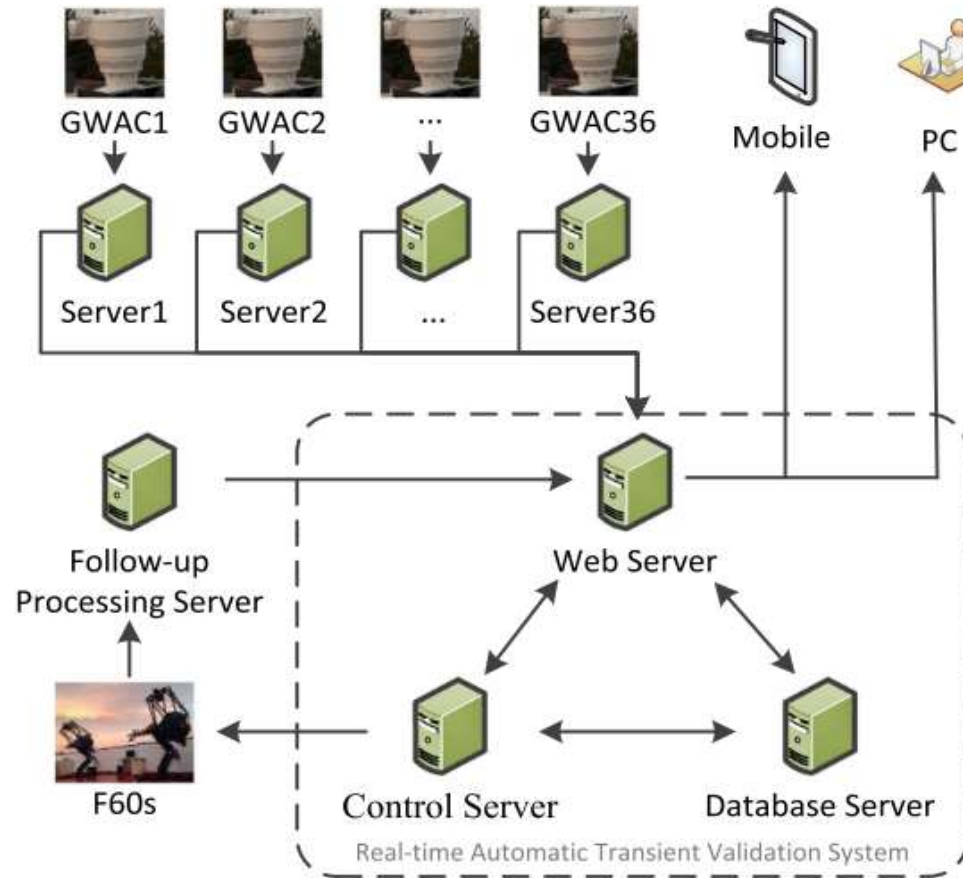 GWAC1
GWAC2
...
GWAC36
Mobile
PC
Server1
Server2
...
Server36
Follow-up
Processing Server
Web Server
F60s
Control Server
Database Server
Real-time Automatic Transient Validation System